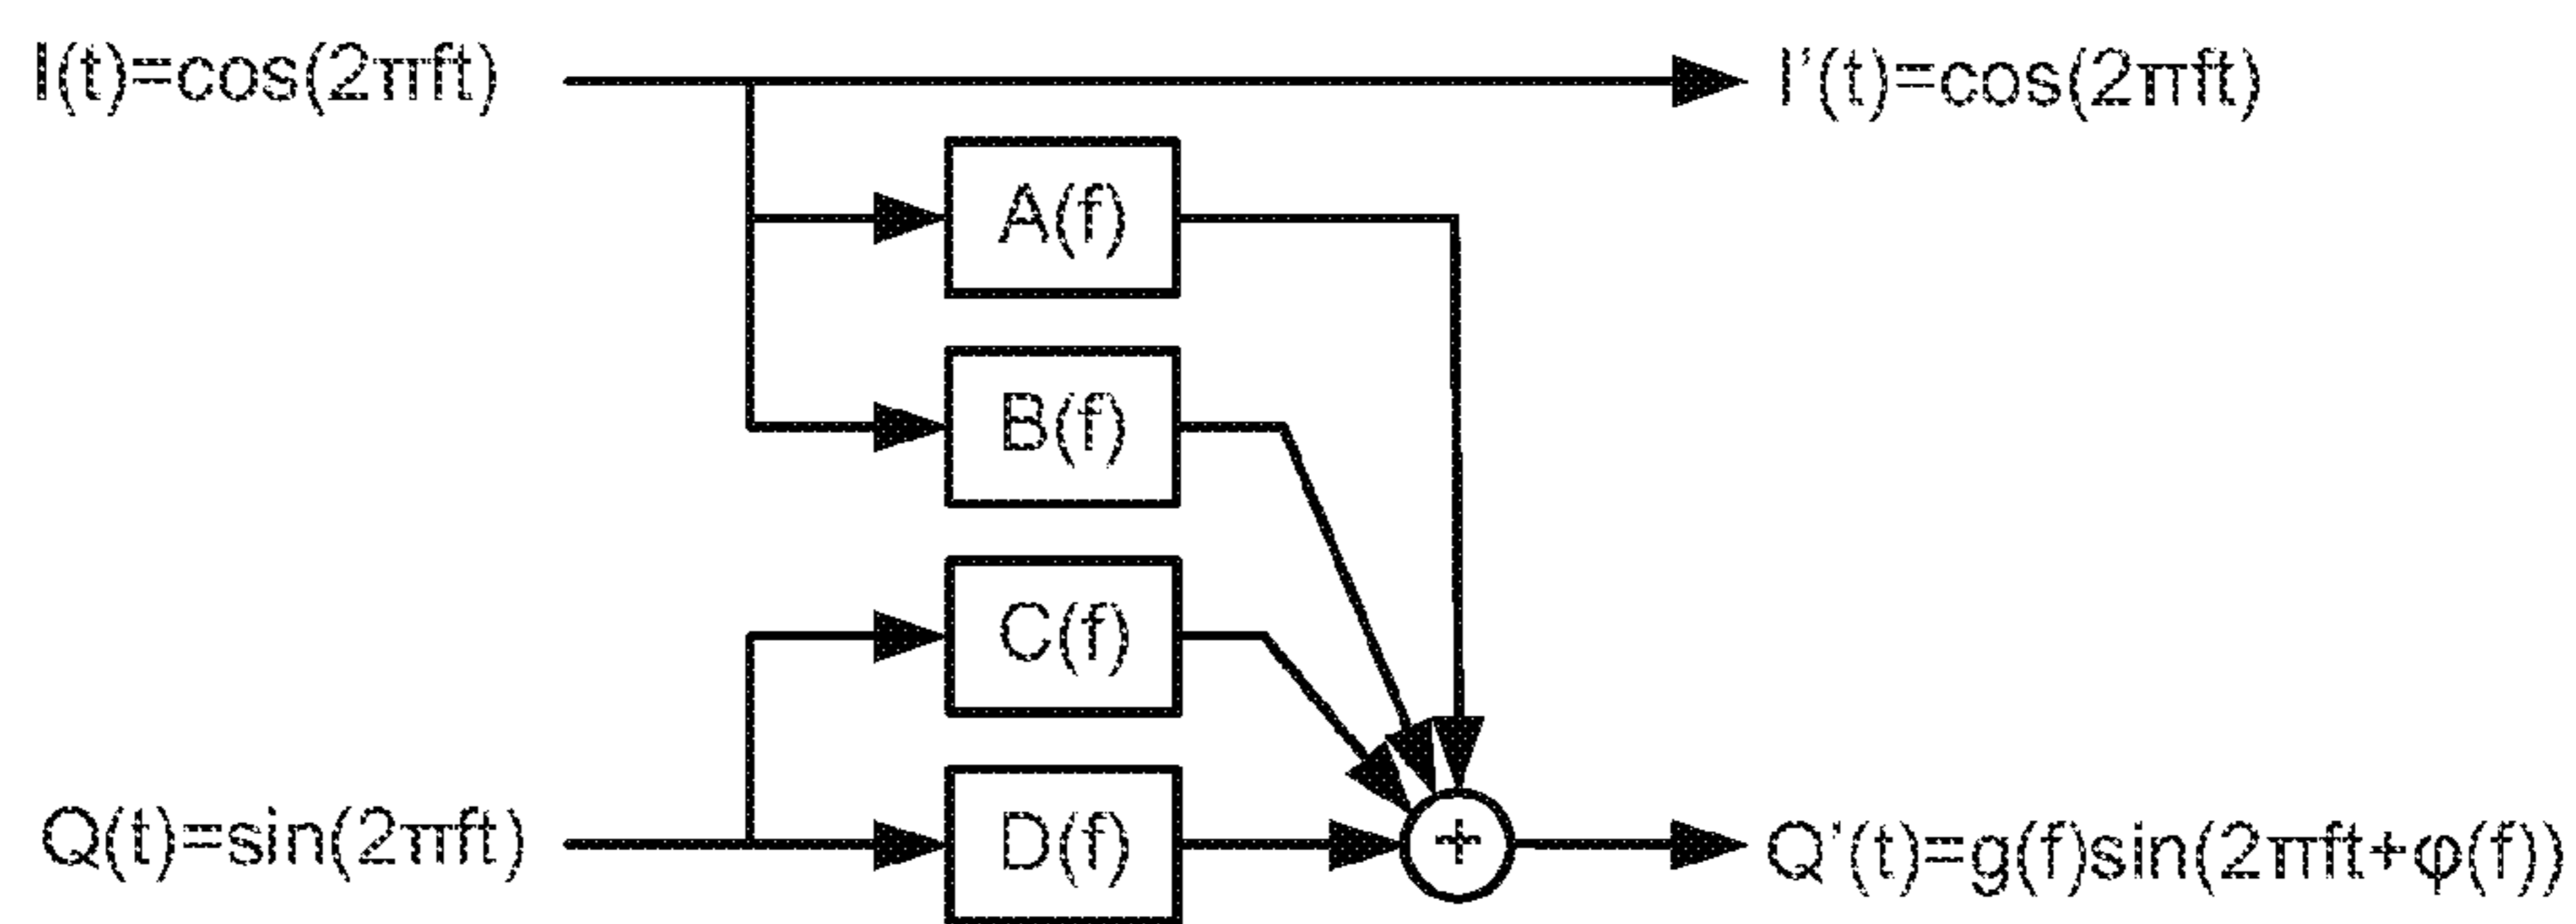 I(t)=cos(2πft)
I'(t)=cos(2πft)
A(f)
B(f)
C(f)
D(f)
+
Q(t)=sin(2πft)
Q'(t)=g(f)sin(2πft+φ(f))